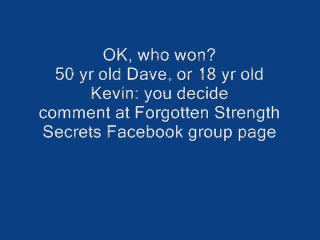 OK, who won?
50 yr old Dave, or 18 yr old
Kevin: you decide
comment at Forgotten Strength
Secrets Facebook group page